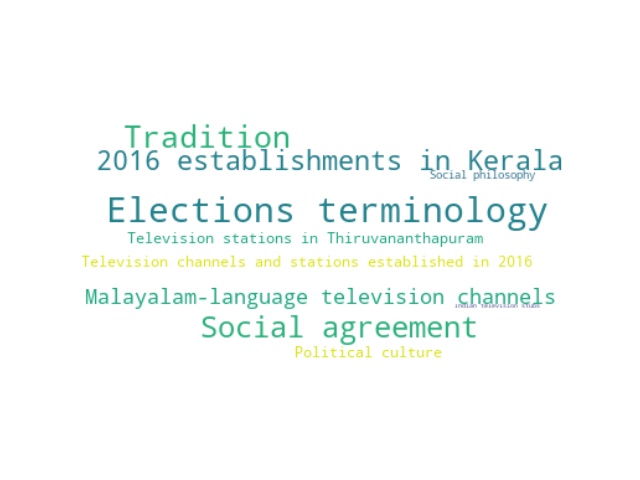 Tradition
2016 establishments in Kerala
Social philosophy
Elections terminology
Television stations in Thiruvananthapuram
Television channels and stations established in 2016
Malayalam-language television channels
indian television stubs
Social agreement
Political culture